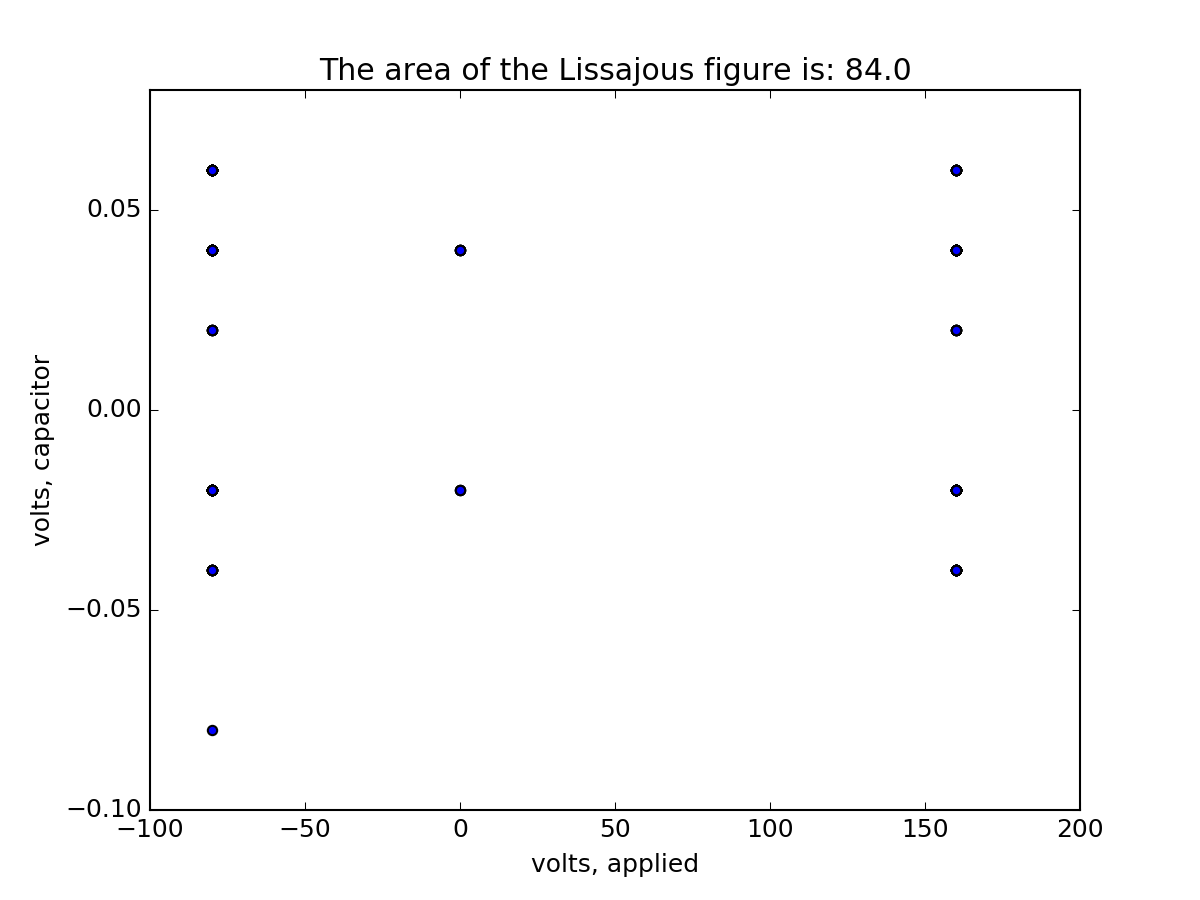 The area of the Lissajous figure is: 84.0
0.05
0.00
−0.05
−0.10
volts, capacitor
−100 −50 0 50 100 150 200
volts, applied